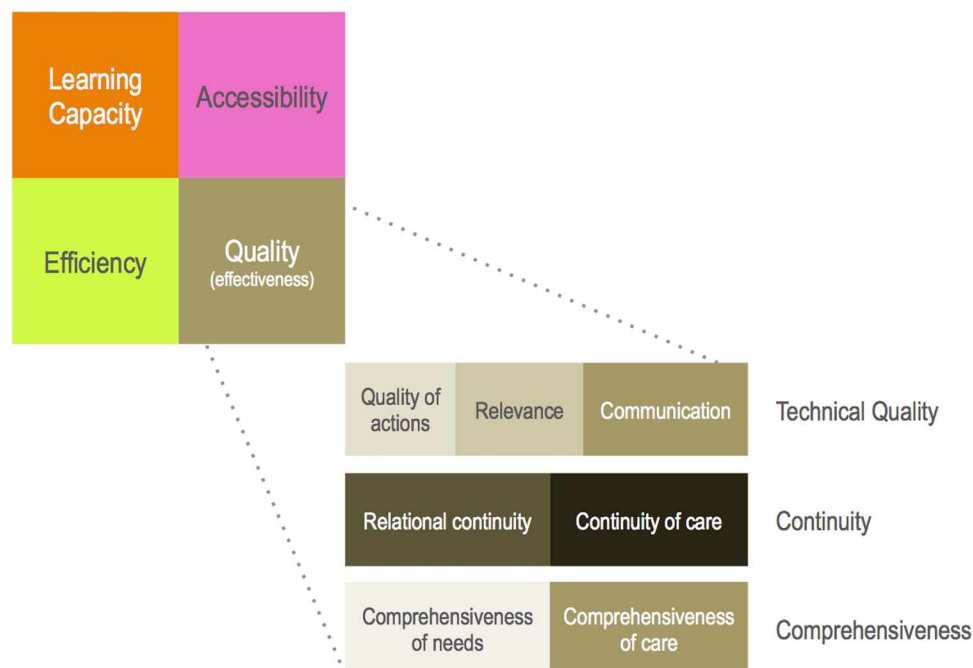 Learning
Capacity
Accessibility
Efficiency
Quality
(effectiveness)
Quality of
actions
Relevance
Communication
Technical Quality
Relational continuity
Continuity of care
Continuity
Comprehensiveness
of needs
Comprehensiveness
of care
Comprehensiveness